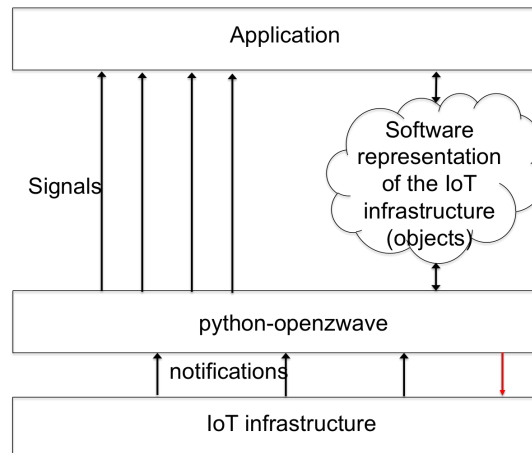 Application
Software
representation
of the IoT
infrastructure
(objects)
Signals
python-openzwave
notifications
IoT infrastructure